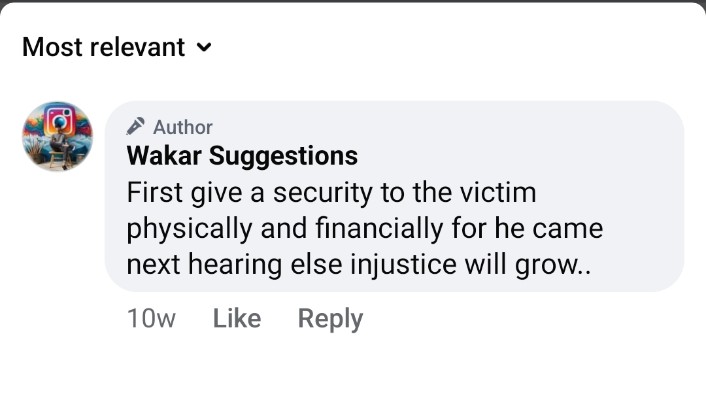 Most relevant
Author
Wakar Suggestions
First give a security to the victim
physically and financially for he came
next hearing else injustice will grow..
10w Like Reply